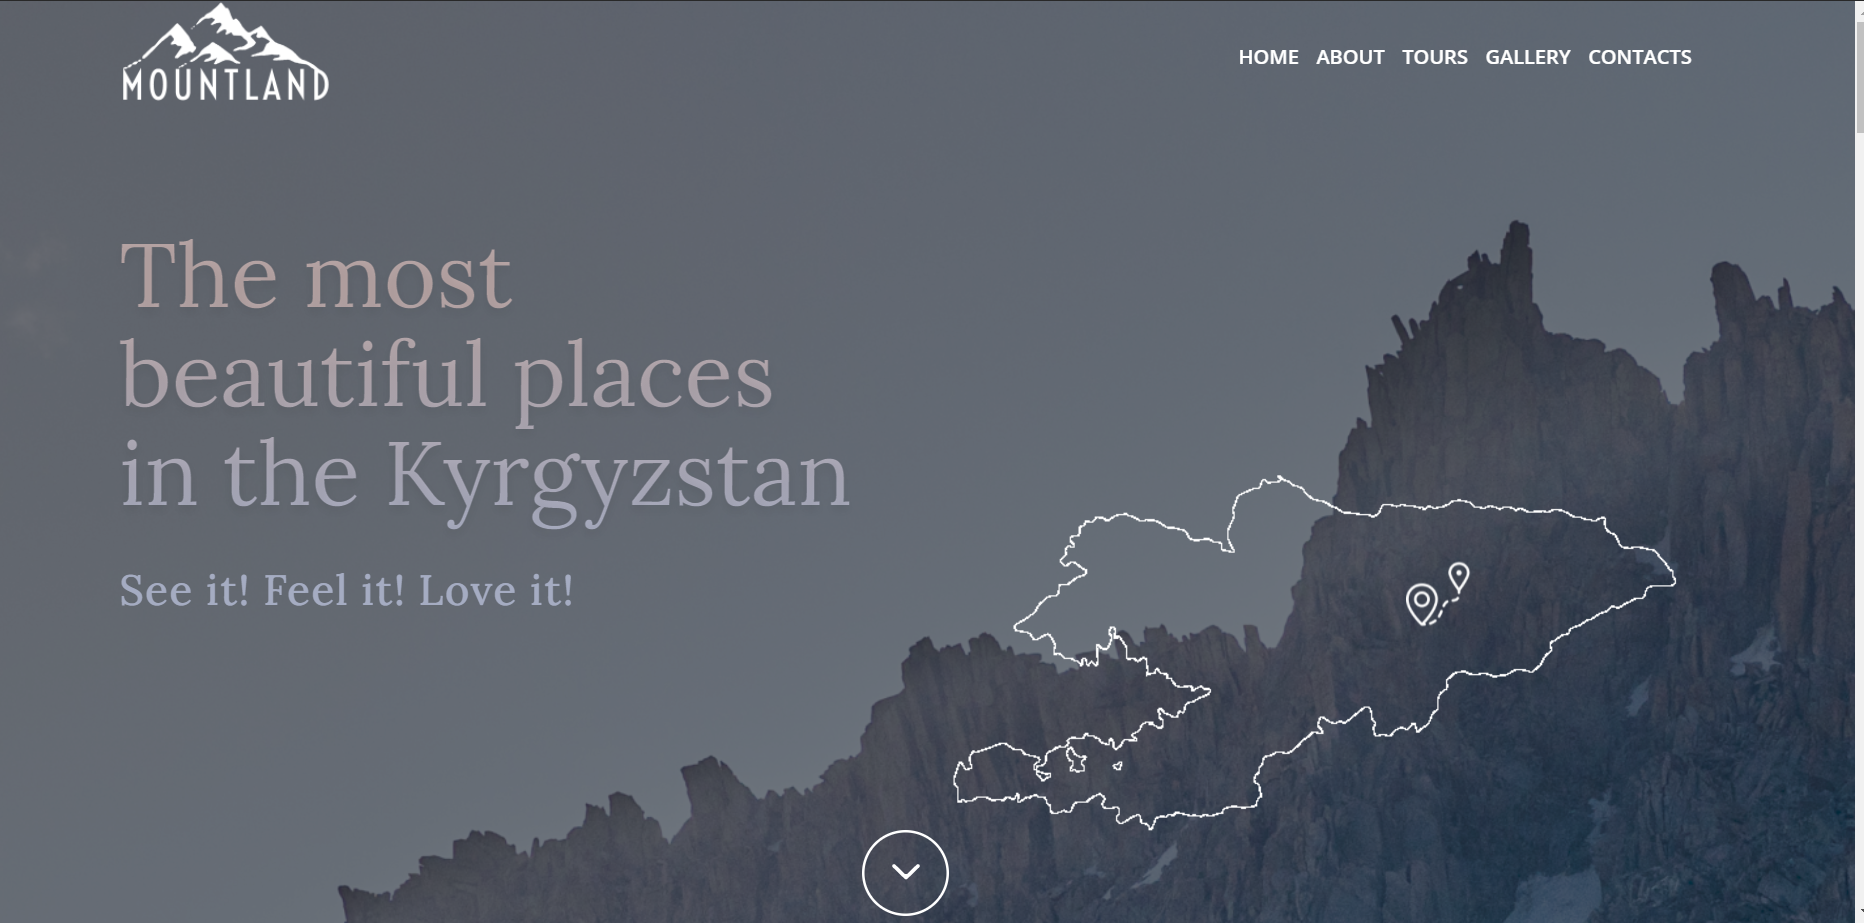 MOUNTLAND
HOME ABOUT TOURS GALLERY CONTACTS
The most
beautiful places
in the Kyrgyzstan
See it! Feel it! Love it!